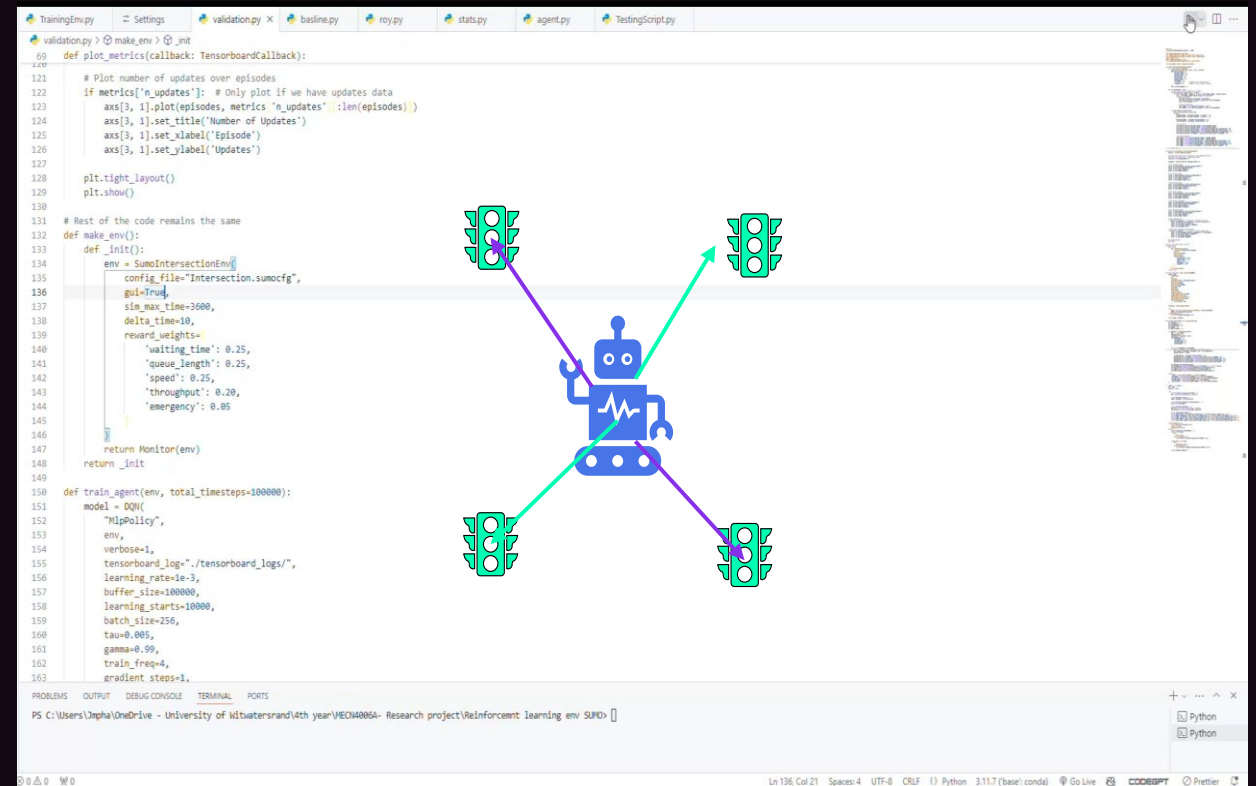 TrainingEnv.py Settings validation.py × basline.py roy.py stats.py agent.py TestingScript.py
validation.py > make_env > _init
69 def plot_metrics(callback: TensorboardCallback):
121 # Plot number of updates over episodes
122 if metrics['n_updates']: # Only plot if we have updates data
123 axs[3, 1].plot(episodes, metrics 'n_updates' :len(episodes) )
124 axs[3, 1].set_title('Number of Updates')
125 axs[3, 1].set_xlabel('Episode')
126 axs[3, 1].set_ylabel('Updates')
127
128 plt.tight_layout()
129 plt.show()
130
131 # Rest of the code remains the same
132 def make_env():
133 def _init():
134 env = SumoIntersectionEnv(
135 config_file="Intersection.sumocfg",
136 gui=True,
137 sim_max_time=3600,
138 delta_time=10,
139 reward_weights=
140 'waiting_time': 0.25,
141 'queue_length': 0.25,
142 'speed': 0.25,
143 'throughput': 0.20,
144 'emergency': 0.05
145 }
146 )
147 return Monitor(env)
148 return _init
149
150 def train_agent(env, total_timesteps=100000):
151 model = DQN(
152 "MlpPolicy",
153 env,
154 verbose=1,
155 tensorboard_log="./tensorboard_logs/",
156 learning_rate=1e-3,
157 buffer_size=100000,
158 learning_starts=10000,
159 batch_size=256,
160 tau=0.005,
161 gamma=0.99,
162 train_freq=4,
163 gradient_steps=1,
PROBLEMS OUTPUT DEBUG CONSOLE TERMINAL PORTS
PS C:\Users\Jmpha\OneDrive - University of Witwatersrand\4th year\MECN4006A- Research project\Reinforcemnt learning env SUMO>
Python
Python
0 0 0 Ln 136, Col 21 Spaces: 4 UTF-8 CRLF {} Python 3.11.7 ('base': conda) Go Live CODEGPT Prettier